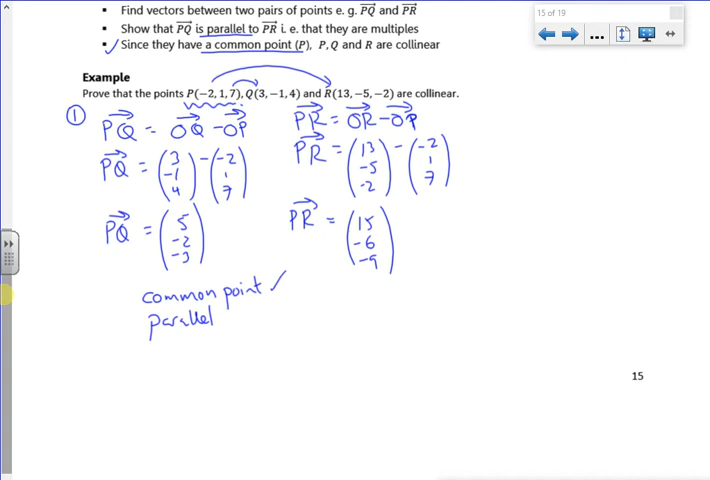 ▪ Find vectors between two pairs of points e. g. $\overrightarrow{PQ}$ and $\overrightarrow{PR}$
▪ Show that $\overrightarrow{PQ}$ is parallel to $\overrightarrow{PR}$ i. e. that they are multiples
▪ Since they have a common point (P), P, Q and R are collinear
15 of 19
Example
Prove that the points P(−2, 1, 7), Q(3, −1, 4) and R(13, −5, −2) are collinear.
① $\overrightarrow{PQ} = \overrightarrow{OQ} - \overrightarrow{OP}$ $\overrightarrow{PR} = \overrightarrow{OR} - \overrightarrow{OP}$
$\overrightarrow{PQ} = \begin{pmatrix} 3 \\ -1 \\ 4 \end{pmatrix} - \begin{pmatrix} -2 \\ 1 \\ 7 \end{pmatrix}$ $\overrightarrow{PR} = \begin{pmatrix} 13 \\ -5 \\ -2 \end{pmatrix} - \begin{pmatrix} -2 \\ 1 \\ 7 \end{pmatrix}$
$\overrightarrow{PQ} = \begin{pmatrix} 5 \\ -2 \\ -3 \end{pmatrix}$ $\overrightarrow{PR} = \begin{pmatrix} 15 \\ -6 \\ -9 \end{pmatrix}$
common point ✓
parallel
15